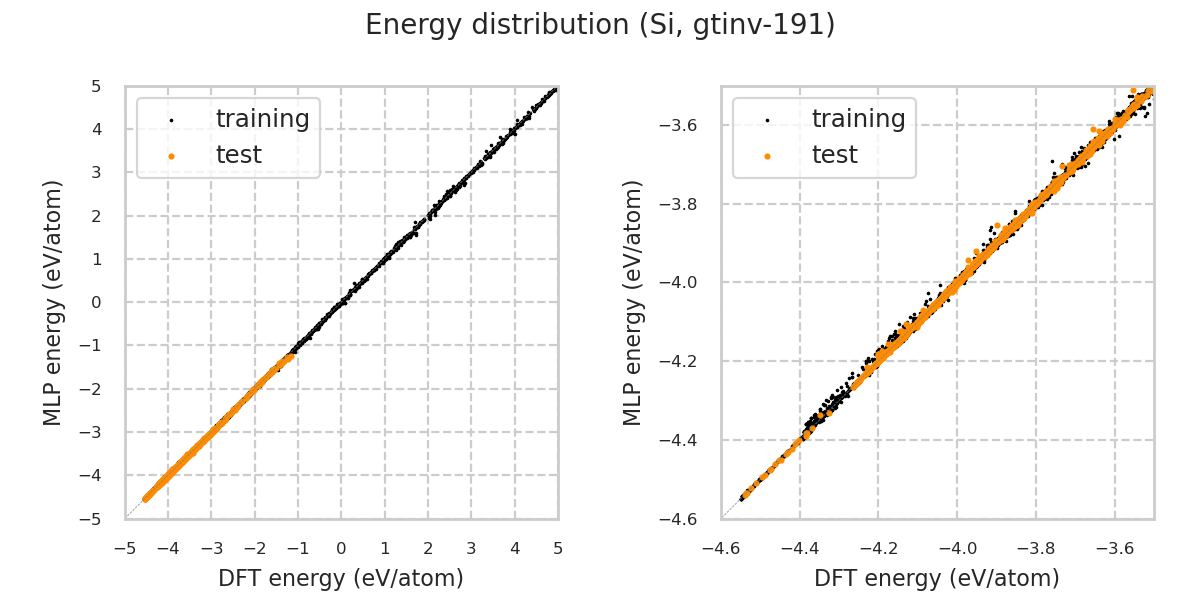 Energy distribution (Si, gtinv-191)
5
4
3
2
1
0
−1
−2
−3
−4
−5
MLP energy (eV/atom)
training
test
−5 −4 −3 −2 −1 0 1 2 3 4 5
DFT energy (eV/atom)
−3.6
−3.8
−4.0
−4.2
−4.4
−4.6
MLP energy (eV/atom)
training
test
−4.6 −4.4 −4.2 −4.0 −3.8 −3.6
DFT energy (eV/atom)